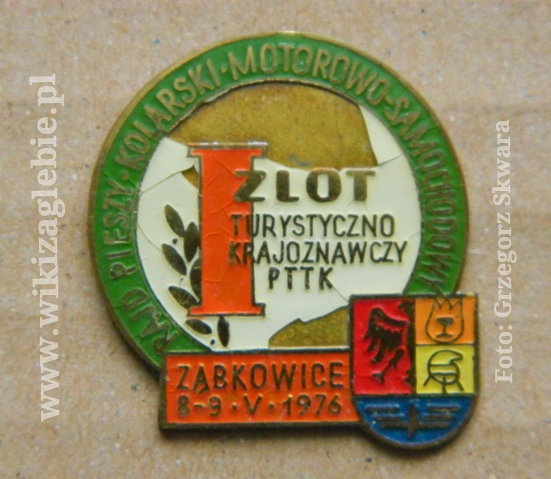 RAJD PIESZY · KOLARSKI · MOTOROWO-SAMOCHODOWY
I ZLOT
TURYSTYCZNO
KRAJOZNAWCZY
PTTK
ZĄBKOWICE
8-9·V·1976
www.wikizaglebie.pl
Foto: Grzegorz Skwara